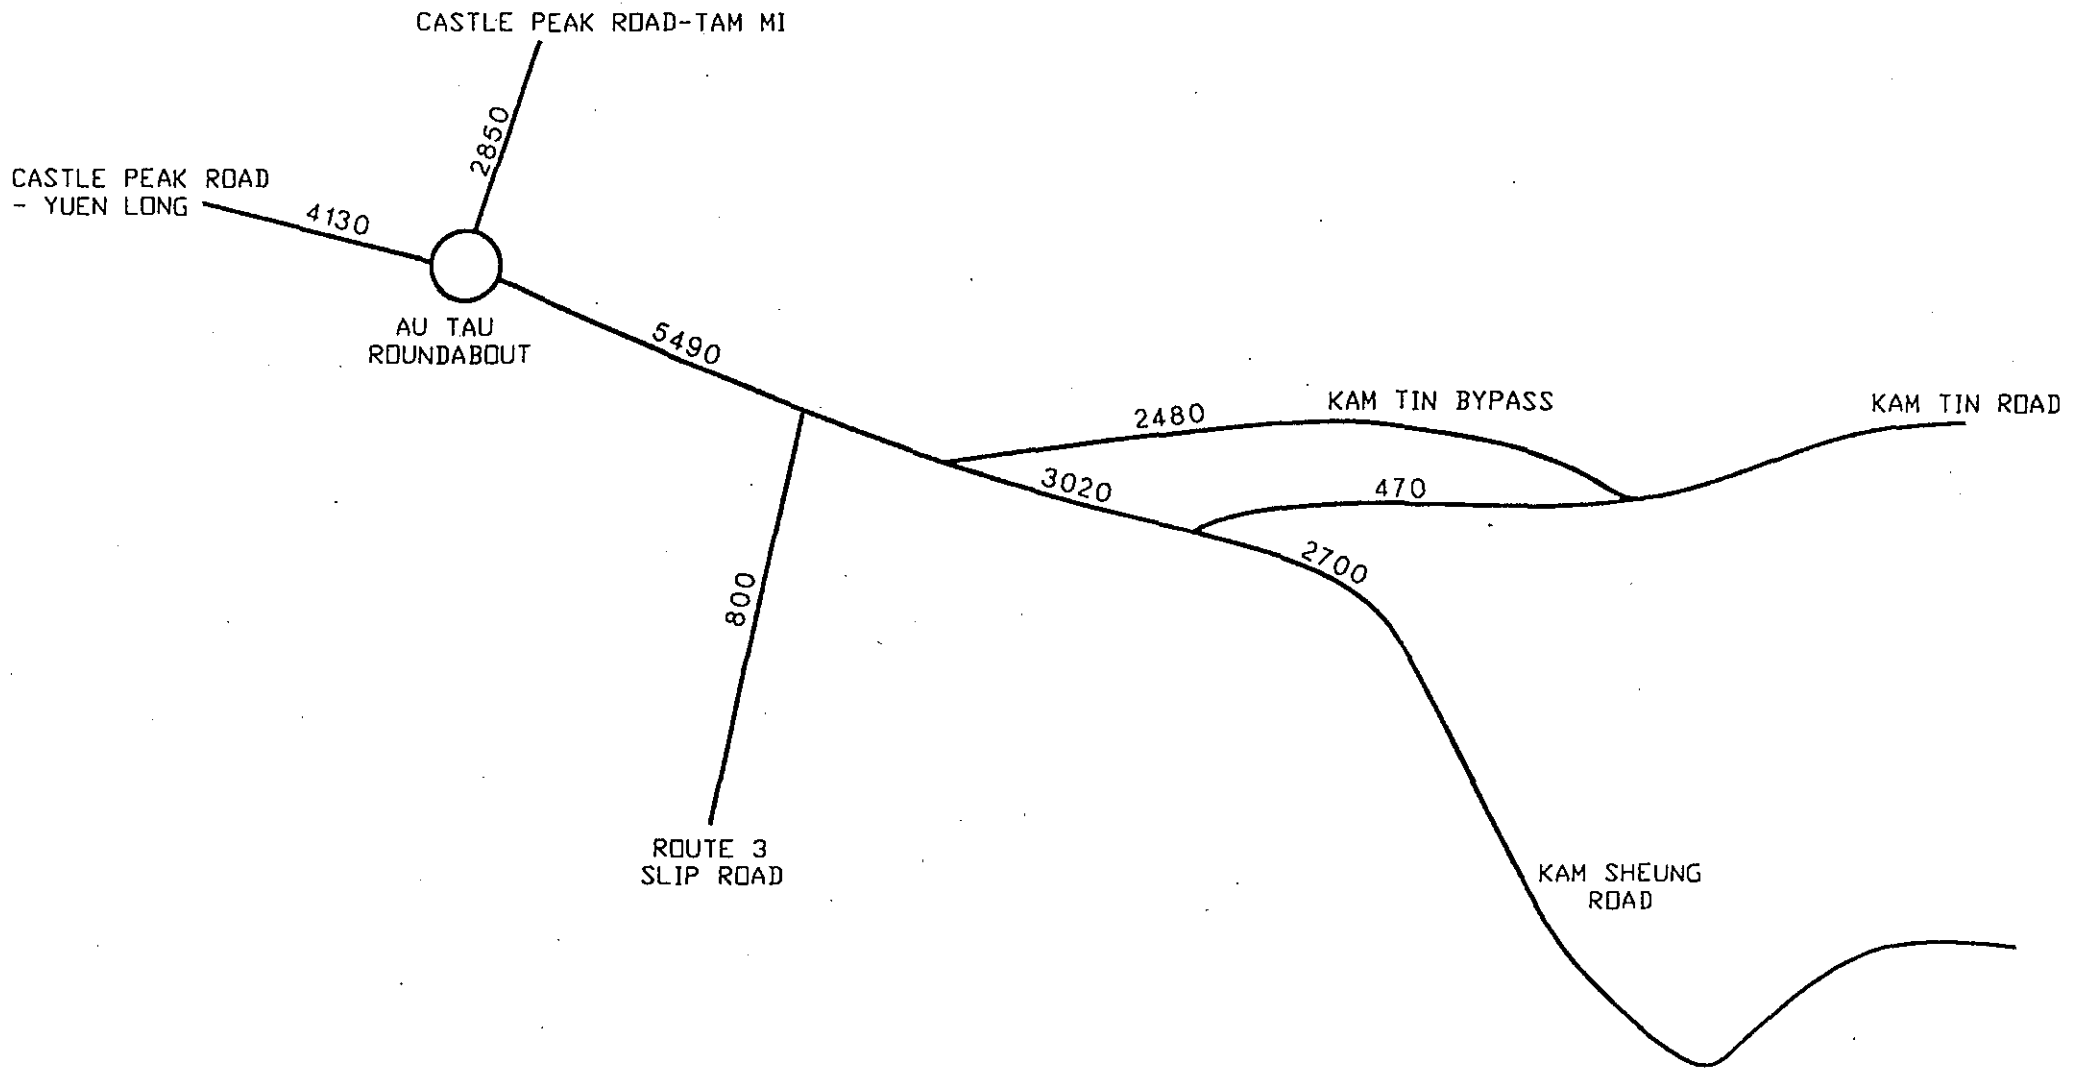 CASTLE PEAK ROAD-TAM MI
2850
CASTLE PEAK ROAD
- YUEN LONG
4130
AU TAU
ROUNDABOUT
5490
2480
KAM TIN BYPASS
KAM TIN ROAD
3020
470
2700
800
ROUTE 3
SLIP ROAD
KAM SHEUNG
ROAD